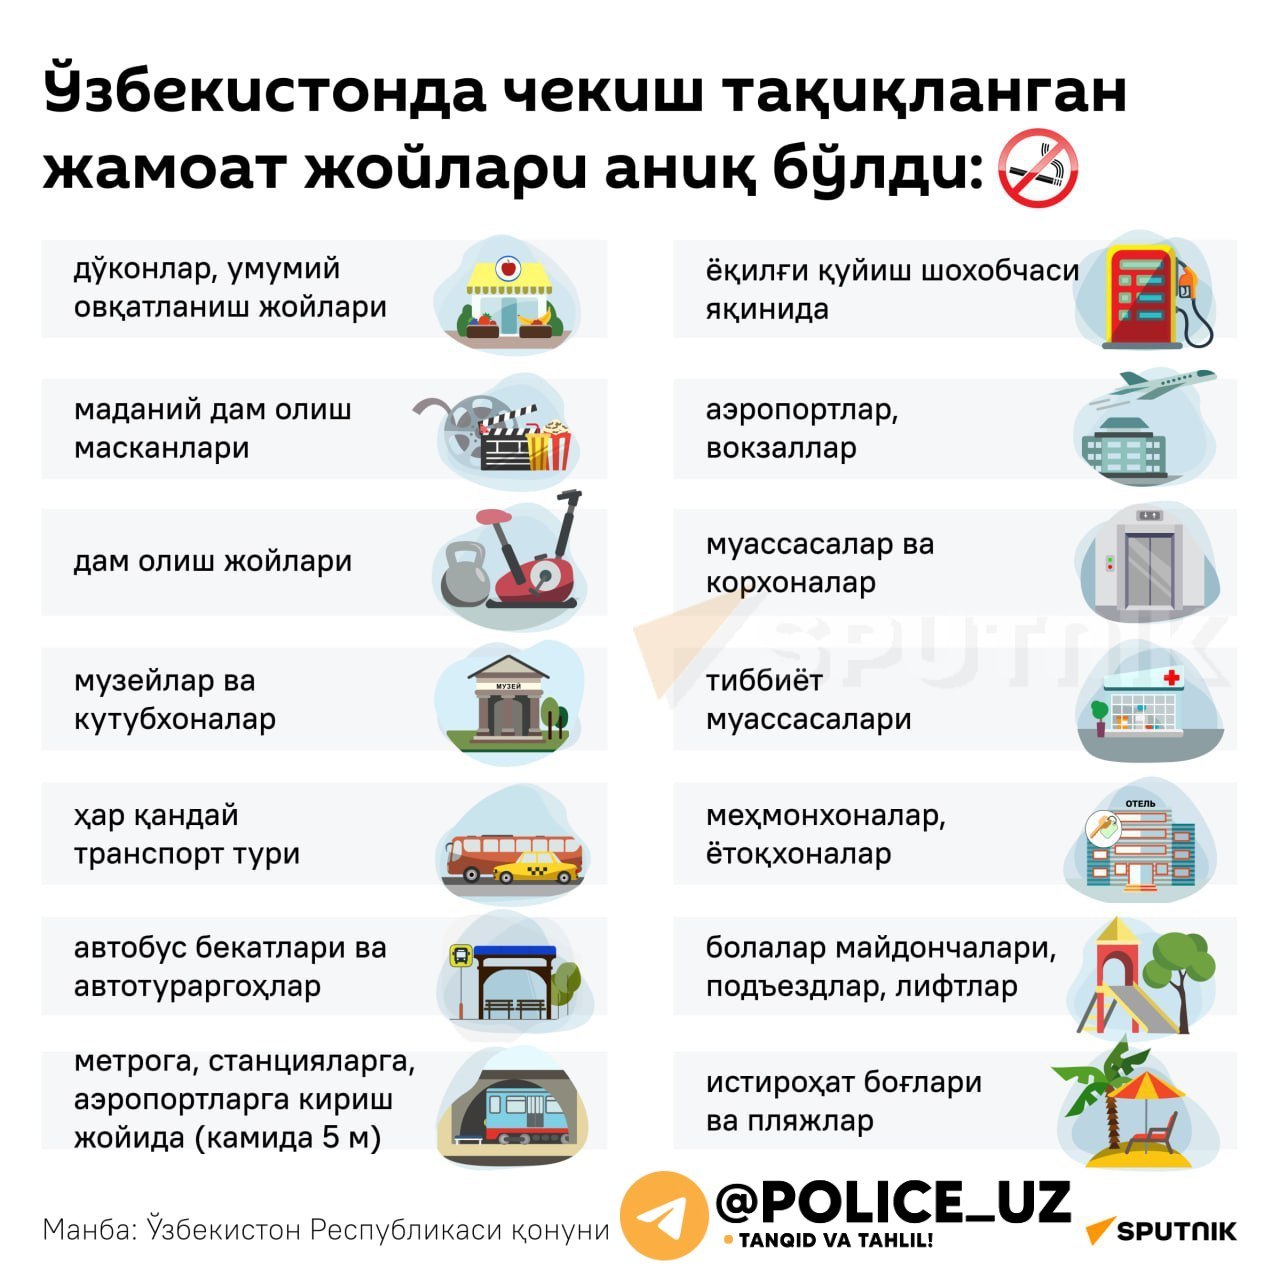 Ўзбекистонда чекиш тақиқланган
жамоат жойлари аниқ бўлди:
дўконлар, умумий
овқатланиш жойлари
маданий дам олиш
масканлари
дам олиш жойлари
музейлар ва
кутубхоналар
МУЗЕЙ
ҳар қандай
транспорт тури
автобус бекатлари ва
автотураргоҳлар
метрога, станцияларга,
аэропортларга кириш
жойида (камида 5 м)
ёқилғи қуйиш шохобчаси
яқинида
аэропортлар,
вокзаллар
муассасалар ва
корхоналар
SPUTNIK
тиббиёт
муассасалари
меҳмонхоналар,
ётоқхоналар
ОТЕЛЬ
болалар майдончалари,
подъездлар, лифтлар
истироҳат боғлари
ва пляжлар
Манба: Ўзбекистон Республикаси қонуни
@POLICE_UZ
TANQID VA TAHLIL!
SPUTNIK